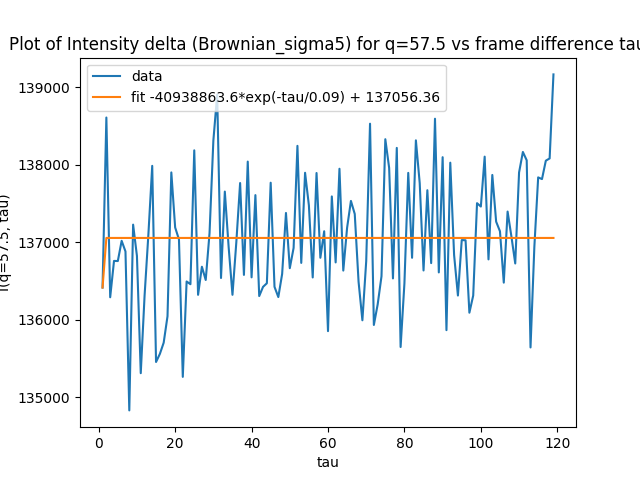 Plot of Intensity delta (Brownian_sigma5) for q=57.5 vs frame difference tau
data
fit -40938863.6*exp(-tau/0.09) + 137056.36
139000
138000
137000
136000
135000
I(q=57.5, tau)
0 20 40 60 80 100 120
tau